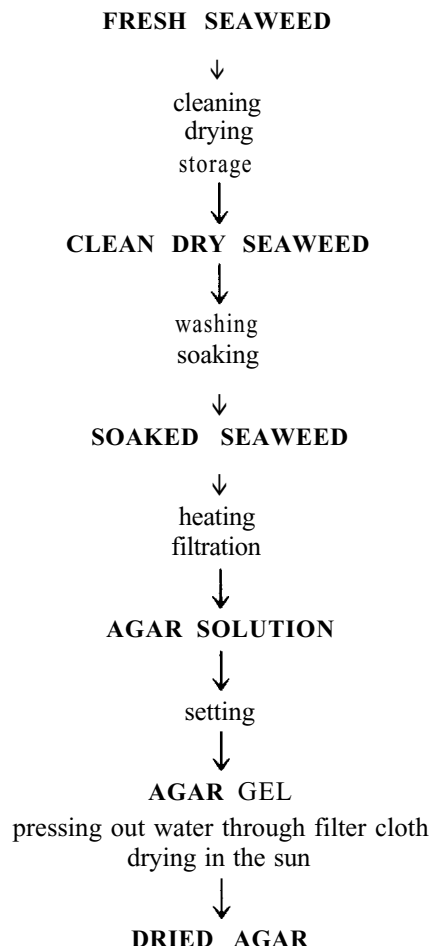 FRESH SEAWEED
cleaning
drying
storage
CLEAN DRY SEAWEED
washing
soaking
SOAKED SEAWEED
heating
filtration
AGAR SOLUTION
setting
AGAR GEL
pressing out water through filter cloth
drying in the sun
DRIED AGAR